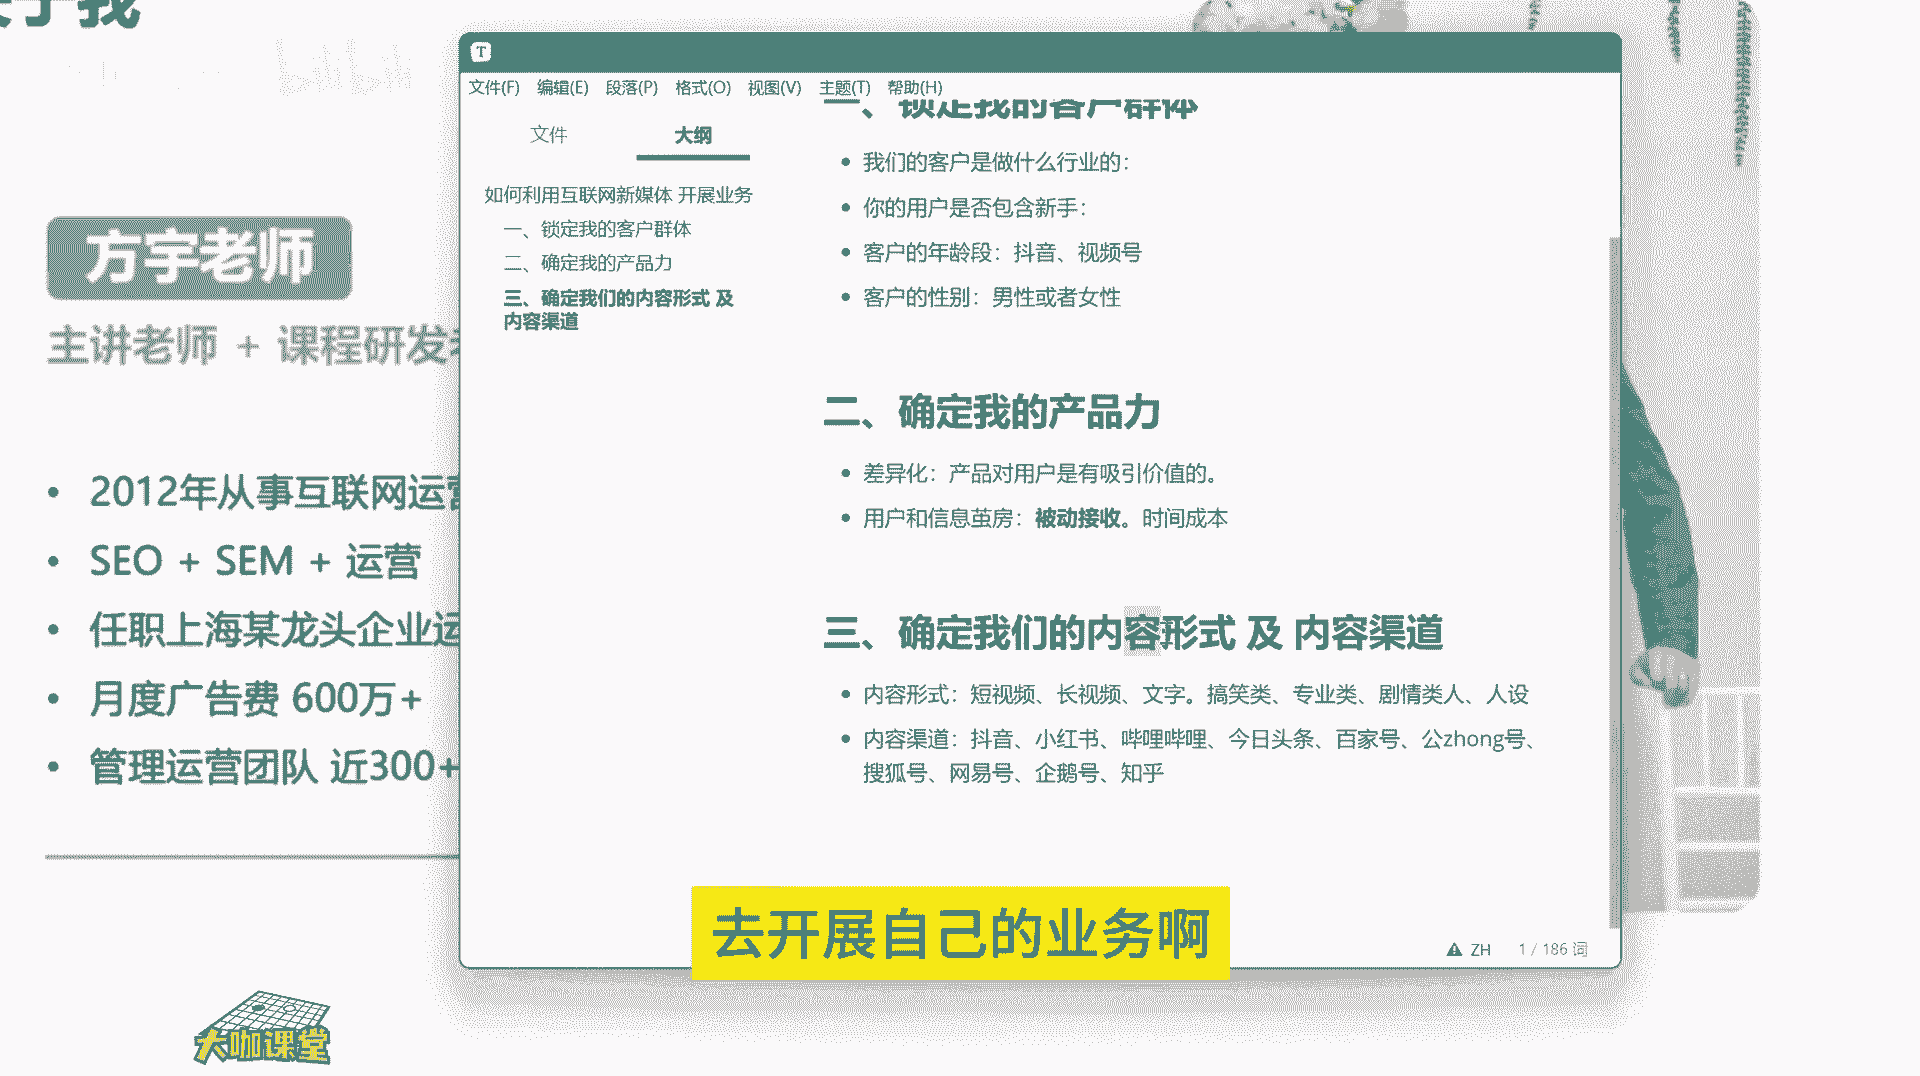 于我
bilibili
方宇老师
主讲老师 + 课程研发
2012年从事互联网运营
SEO + SEM + 运营
任职上海某龙头企业运
月度广告费 600万+
管理运营团队 近300+
T
文件(F) 编辑(E) 段落(P) 格式(O) 视图(V) 主题(T) 帮助(H)
文件 大纲
如何利用互联网新媒体 开展业务
一、锁定我的客户群体
二、确定我的产品力
三、确定我们的内容形式 及
内容渠道
一、锁定我的客户群体
我们的客户是做什么行业的：
你的用户是否包含新手：
客户的年龄段：抖音、视频号
客户的性别：男性或者女性
二、确定我的产品力
差异化：产品对用户是有吸引价值的。
用户和信息茧房：被动接收。时间成本
三、确定我们的内容形式 及 内容渠道
内容形式：短视频、长视频、文字。搞笑类、专业类、剧情类人、人设
内容渠道：抖音、小红书、哔哩哔哩、今日头条、百家号、公zhong号、
搜狐号、网易号、企鹅号、知乎
去开展自己的业务啊
ZH 1 / 186 词
大咖课堂